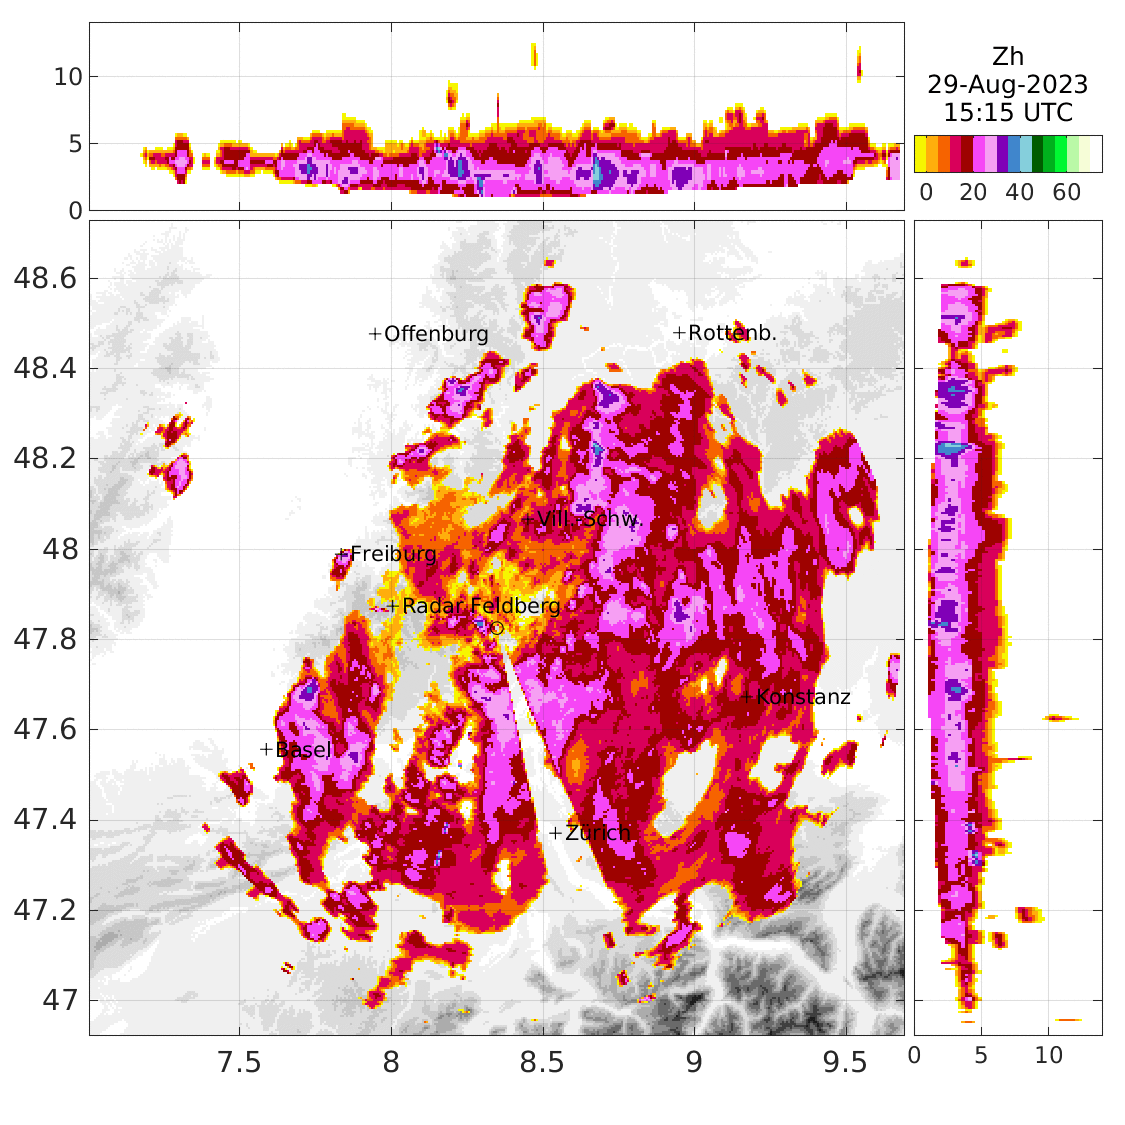 10
5
0
Zh
29-Aug-2023
15:15 UTC
0 20 40 60
48.6
48.4
48.2
48
47.8
47.6
47.4
47.2
47
+Offenburg
+Rottenb.
+Vill.-Schw.
+Freiburg
+Radar Feldberg
+Konstanz
+Basel
+Zürich
7.5 8 8.5 9 9.5
0 5 10